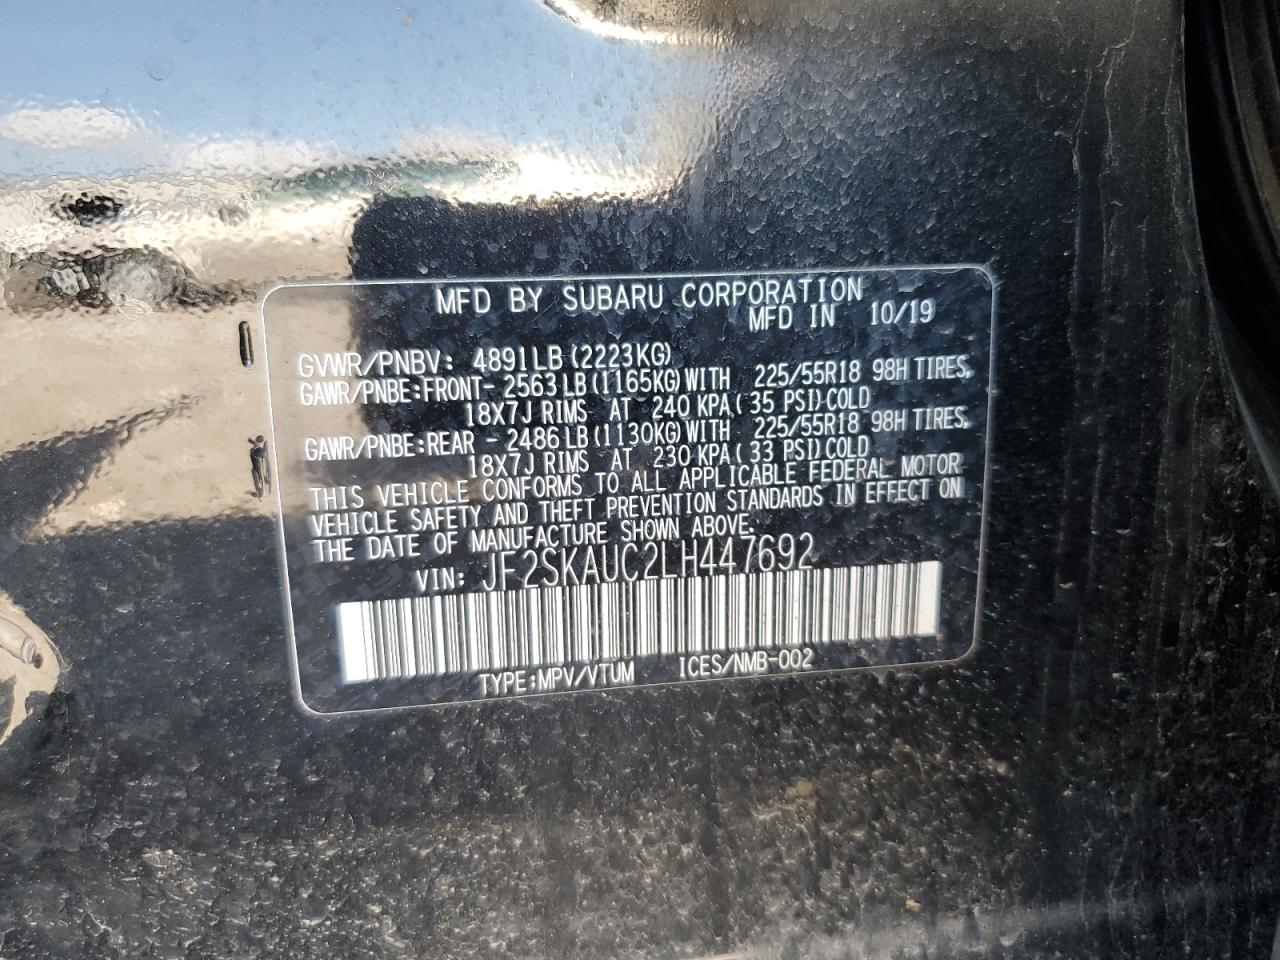 MFD BY SUBARU CORPORATION
MFD IN 10/19
GVWR/PNBV: 4891LB (2223KG)
GAWR/PNBE:FRONT- 2563 LB (1165KG) WITH 225/55R18 98H TIRES,
18X7J RIMS AT 240 KPA ( 35 PSI) COLD
GAWR/PNBE:REAR - 2486 LB (1130KG) WITH 225/55R18 98H TIRES,
18X7J RIMS AT 230 KPA ( 33 PSI) COLD
THIS VEHICLE CONFORMS TO ALL APPLICABLE FEDERAL MOTOR
VEHICLE SAFETY AND THEFT PREVENTION STANDARDS IN EFFECT ON
THE DATE OF MANUFACTURE SHOWN ABOVE.
VIN: JF2SKAUC2LH447692
TYPE:MPV/VTUM ICES/NMB-002